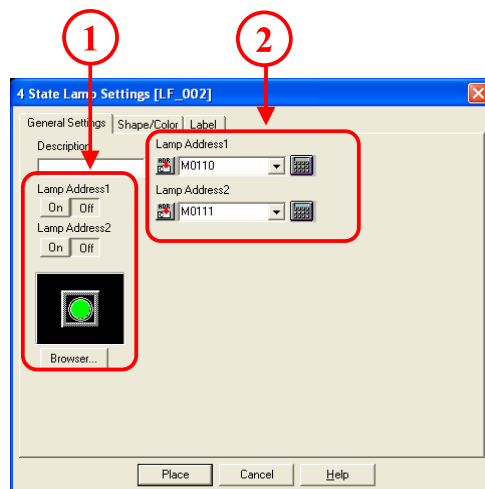 1
2
4 State Lamp Settings [LF_002]
General Settings
Shape/Color
Label
Description
Lamp Address1
On Off
Lamp Address2
On Off
Browser...
Lamp Address1
M0110
Lamp Address2
M0111
Place
Cancel
Help